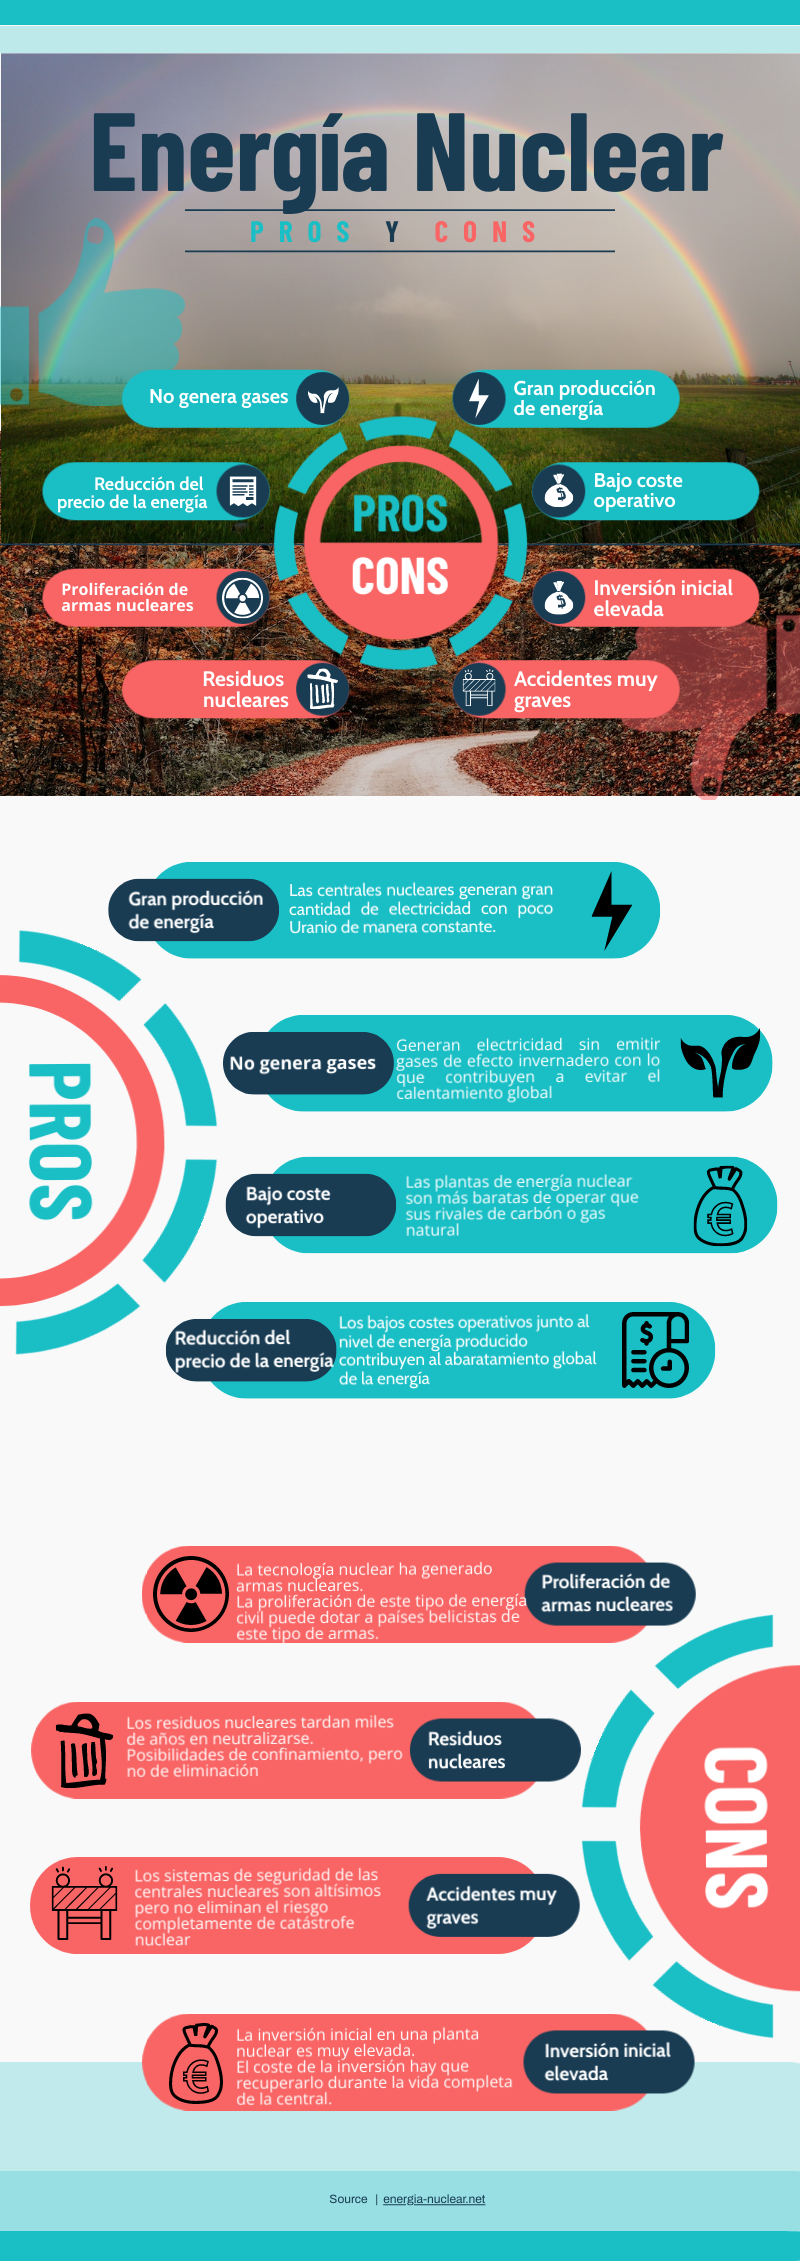 Energía Nuclear
PROS Y CONS
No genera gases
Gran producción
de energía
Reducción del
precio de la energía
Bajo coste
operativo
PROS
CONS
Proliferación de
armas nucleares
Inversión inicial
elevada
Residuos
nucleares
Accidentes muy
graves
Gran producción
de energía
Las centrales nucleares generan gran
cantidad de electricidad con poco
Uranio de manera constante.
No genera gases
Generan electricidad sin emitir
gases de efecto invernadero con lo
que contribuyen a evitar el
calentamiento global
PROS
Bajo coste
operativo
Las plantas de energía nuclear
son más baratas de operar que
sus rivales de carbón o gas
natural
Reducción del
precio de la energía
Los bajos costes operativos junto al
nivel de energía producido
contribuyen al abaratamiento global
de la energía
La tecnología nuclear ha generado
armas nucleares.
La proliferación de este tipo de energía
civil puede dotar a países belicistas de
este tipo de armas.
Proliferación de
armas nucleares
Los residuos nucleares tardan miles
de años en neutralizarse.
Posibilidades de confinamiento, pero
no de eliminación
Residuos
nucleares
CONS
Los sistemas de seguridad de las
centrales nucleares son altísimos
pero no eliminan el riesgo
completamente de catástrofe
nuclear
Accidentes muy
graves
La inversión inicial en una planta
nuclear es muy elevada.
El coste de la inversión hay que
recuperarlo durante la vida completa
de la central.
Inversión inicial
elevada
Source | energia-nuclear.net